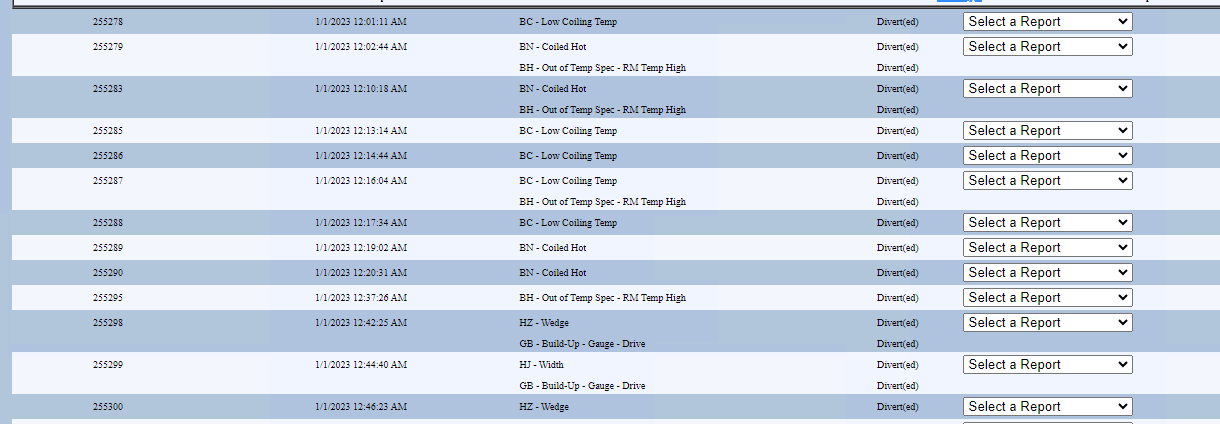 255278 1/1/2023 12:01:11 AM BC - Low Coiling Temp Divert(ed) Select a Report
255279 1/1/2023 12:02:44 AM BN - Coiled Hot Divert(ed) Select a Report
BH - Out of Temp Spec - RM Temp High Divert(ed)
255283 1/1/2023 12:10:18 AM BN - Coiled Hot Divert(ed) Select a Report
BH - Out of Temp Spec - RM Temp High Divert(ed)
255285 1/1/2023 12:13:14 AM BC - Low Coiling Temp Divert(ed) Select a Report
255286 1/1/2023 12:14:44 AM BC - Low Coiling Temp Divert(ed) Select a Report
255287 1/1/2023 12:16:04 AM BC - Low Coiling Temp Divert(ed) Select a Report
BH - Out of Temp Spec - RM Temp High Divert(ed)
255288 1/1/2023 12:17:34 AM BC - Low Coiling Temp Divert(ed) Select a Report
255289 1/1/2023 12:19:02 AM BN - Coiled Hot Divert(ed) Select a Report
255290 1/1/2023 12:20:31 AM BN - Coiled Hot Divert(ed) Select a Report
255295 1/1/2023 12:37:26 AM BH - Out of Temp Spec - RM Temp High Divert(ed) Select a Report
255298 1/1/2023 12:42:25 AM HZ - Wedge Divert(ed) Select a Report
GB - Build-Up - Gauge - Drive Divert(ed)
255299 1/1/2023 12:44:40 AM HJ - Width Divert(ed) Select a Report
GB - Build-Up - Gauge - Drive Divert(ed)
255300 1/1/2023 12:46:23 AM HZ - Wedge Divert(ed) Select a Report